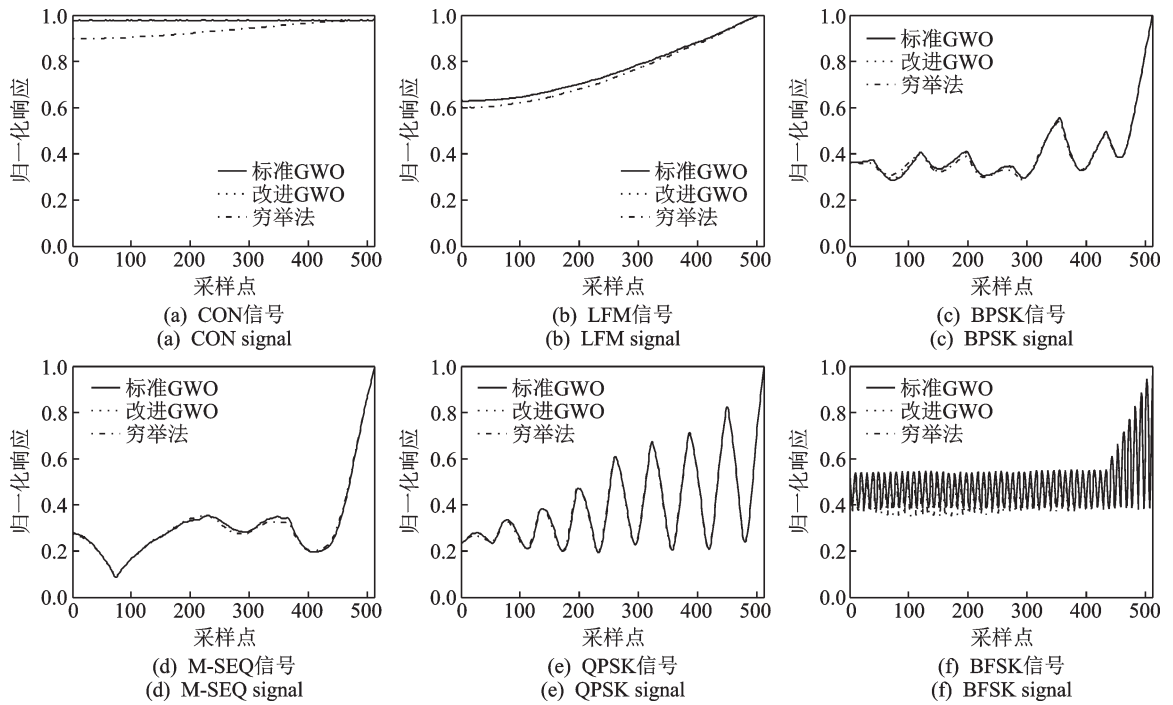 1.0
0.8
0.6
0.4
0.2
0.0
归一化响应
标准GWO
改进GWO
穷举法
0 100 200 300 400 500
采样点
(a) CON信号
(a) CON signal
1.0
0.8
0.6
0.4
0.2
0.0
归一化响应
标准GWO
改进GWO
穷举法
0 100 200 300 400 500
采样点
(b) LFM信号
(b) LFM signal
1.0
0.8
0.6
0.4
0.2
0.0
归一化响应
标准GWO
改进GWO
穷举法
0 100 200 300 400 500
采样点
(c) BPSK信号
(c) BPSK signal
1.0
0.8
0.6
0.4
0.2
0.0
归一化响应
标准GWO
改进GWO
穷举法
0 100 200 300 400 500
采样点
(d) M-SEQ信号
(d) M-SEQ signal
1.0
0.8
0.6
0.4
0.2
0.0
归一化响应
标准GWO
改进GWO
穷举法
0 100 200 300 400 500
采样点
(e) QPSK信号
(e) QPSK signal
1.0
0.8
0.6
0.4
0.2
0.0
归一化响应
标准GWO
改进GWO
穷举法
0 100 200 300 400 500
采样点
(f) BFSK信号
(f) BFSK signal